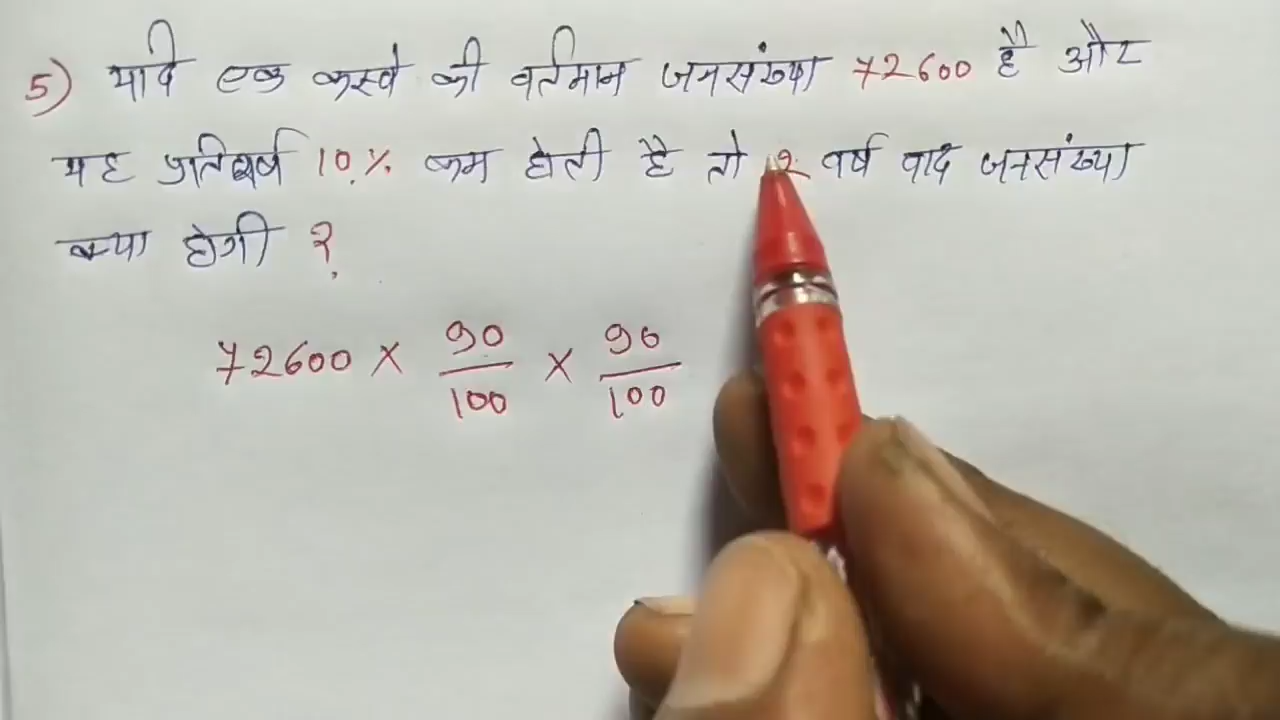 5) यदि एक कस्वे की वर्तमान जनसंख्या 72600 है और
यह प्रतिवर्ष 10% कम होती है तो 2 वर्ष वाद जनसंख्या
क्या होगी ?
72600 × 90/100 × 90/100